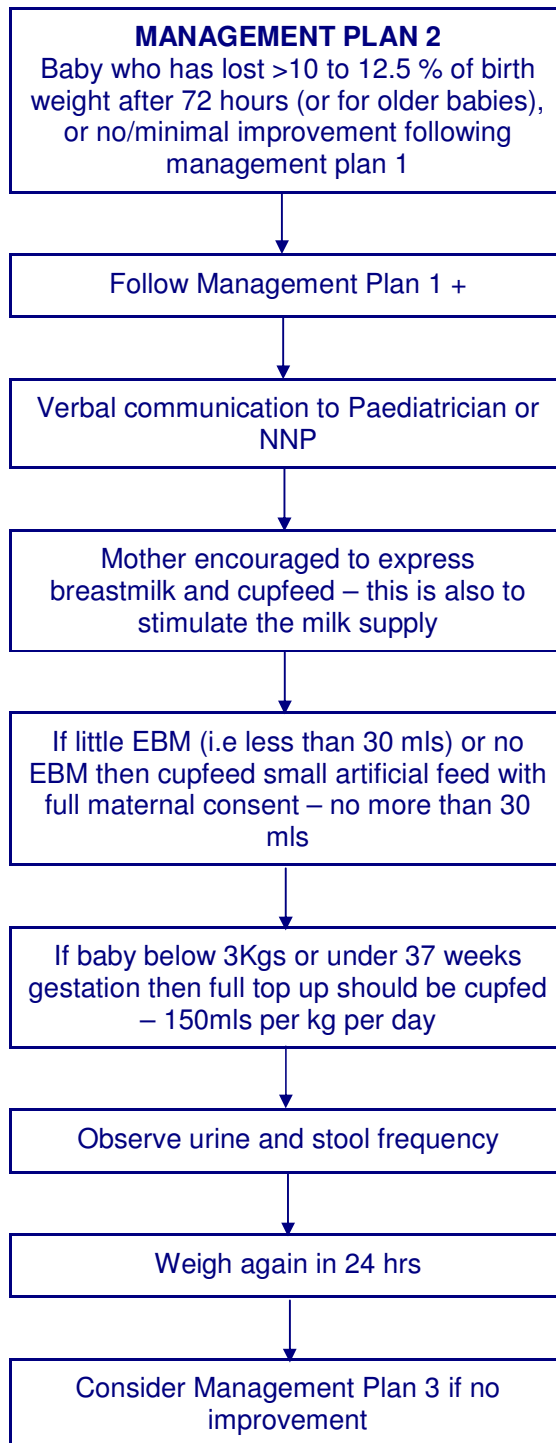 MANAGEMENT PLAN 2
Baby who has lost >10 to 12.5 % of birth
weight after 72 hours (or for older babies),
or no/minimal improvement following
management plan 1
Follow Management Plan 1 +
Verbal communication to Paediatrician or
NNP
Mother encouraged to express
breastmilk and cupfeed – this is also to
stimulate the milk supply
If little EBM (i.e less than 30 mls) or no
EBM then cupfeed small artificial feed with
full maternal consent – no more than 30
mls
If baby below 3Kgs or under 37 weeks
gestation then full top up should be cupfed
– 150mls per kg per day
Observe urine and stool frequency
Weigh again in 24 hrs
Consider Management Plan 3 if no
improvement